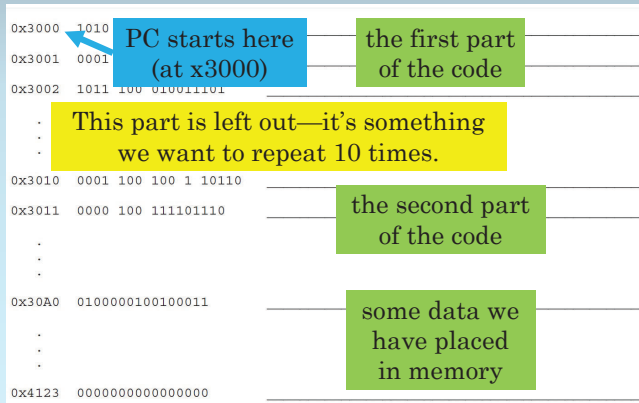 0x3000 1010
PC starts here
(at x3000)
the first part
of the code
0x3001 0001
0x3002 1011 100 010011101
This part is left out—it's something
we want to repeat 10 times.
.
.
.
0x3010 0001 100 100 1 10110
0x3011 0000 100 111101110
the second part
of the code
.
.
.
0x30A0 0100000100100011
some data we
have placed
in memory
.
.
.
0x4123 0000000000000000